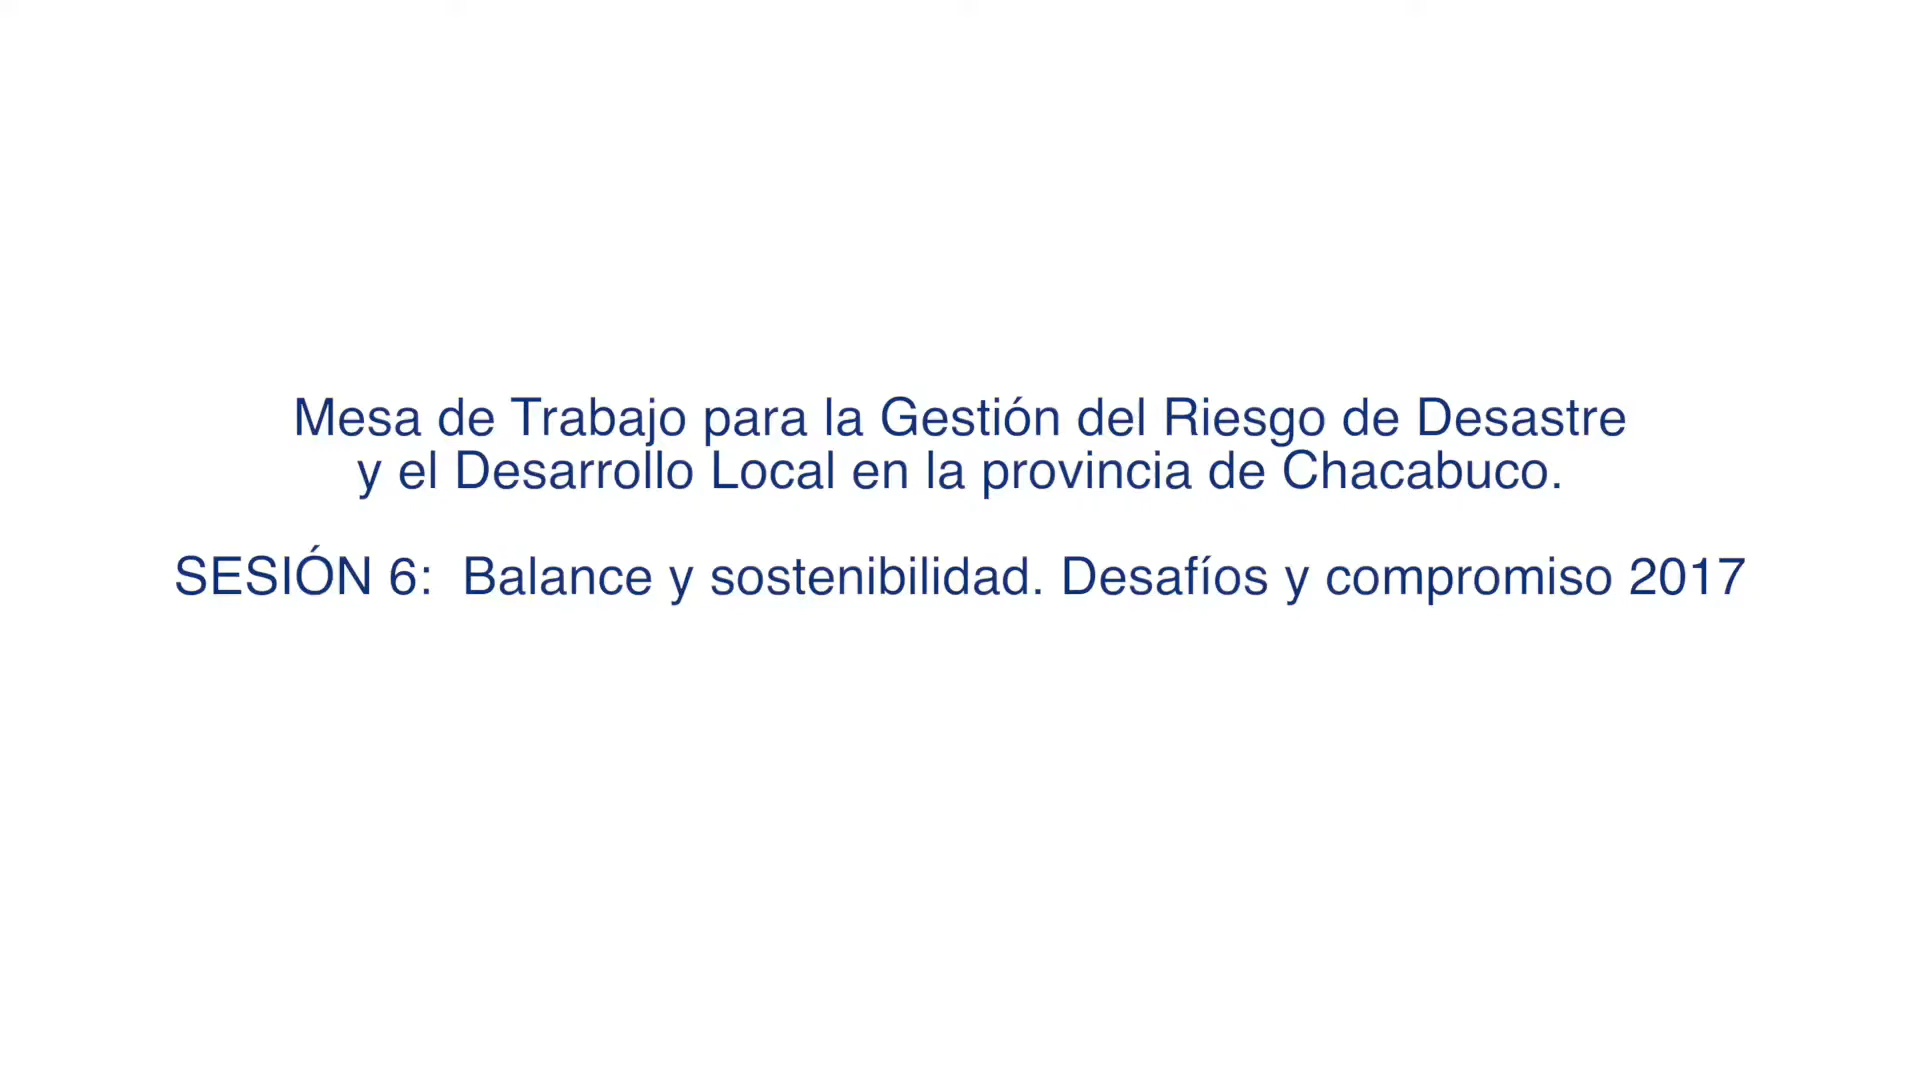 Mesa de Trabajo para la Gestión del Riesgo de Desastre
y el Desarrollo Local en la provincia de Chacabuco.
SESIÓN 6:  Balance y sostenibilidad. Desafíos y compromiso 2017